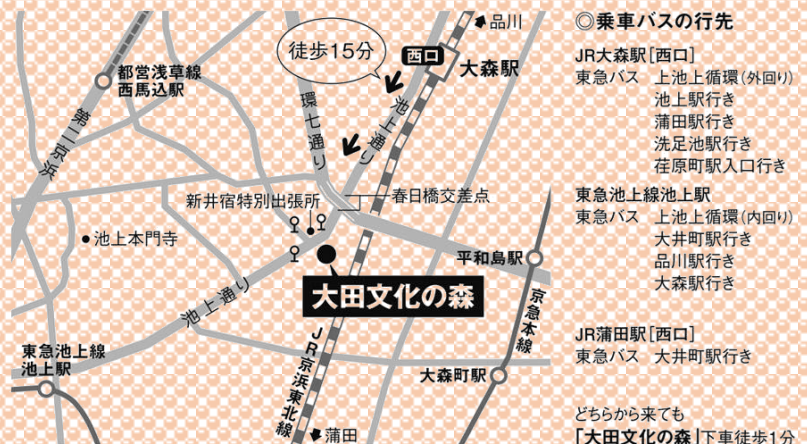 品川
徒歩15分
西口
大森駅
都営浅草線
西馬込駅
第二京浜
環七通り
池上通り
新井宿特別出張所
春日橋交差点
池上本門寺
平和島駅
大田文化の森
池上通り
京急本線
東急池上線
池上駅
JR京浜東北線
大森町駅
蒲田
◎乗車バスの行先
JR大森駅[西口]
東急バス 上池上循環(外回り)
池上駅行き
蒲田駅行き
洗足池駅行き
荏原町駅入口行き
東急池上線池上駅
東急バス 上池上循環(内回り)
大井町駅行き
品川駅行き
大森駅行き
JR蒲田駅[西口]
東急バス 大井町駅行き
どちらから来ても
「大田文化の森」下車徒歩1分